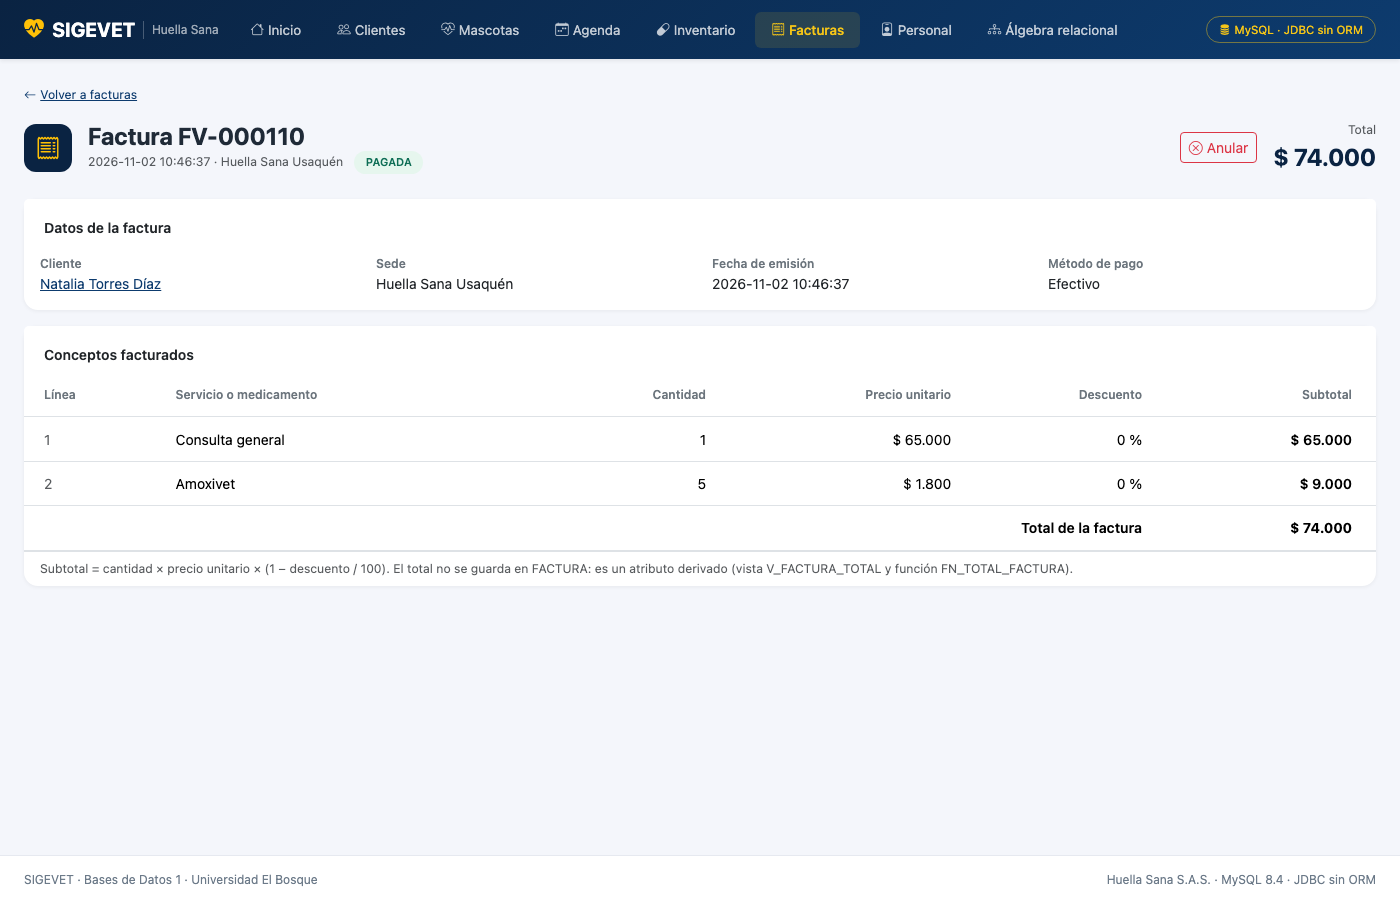 SIGEVET Huella Sana Inicio Clientes Mascotas Agenda Inventario Facturas Personal Álgebra relacional MySQL · JDBC sin ORM
← Volver a facturas
Factura FV-000110
2026-11-02 10:46:37 · Huella Sana Usaquén PAGADA
Anular
Total
$ 74.000
Datos de la factura
Cliente Sede Fecha de emisión Método de pago
Natalia Torres Díaz Huella Sana Usaquén 2026-11-02 10:46:37 Efectivo
Conceptos facturados
Línea Servicio o medicamento Cantidad Precio unitario Descuento Subtotal
1 Consulta general 1 $ 65.000 0 % $ 65.000
2 Amoxivet 5 $ 1.800 0 % $ 9.000
Total de la factura $ 74.000
Subtotal = cantidad × precio unitario × (1 − descuento / 100). El total no se guarda en FACTURA: es un atributo derivado (vista V_FACTURA_TOTAL y función FN_TOTAL_FACTURA).
SIGEVET · Bases de Datos 1 · Universidad El Bosque Huella Sana S.A.S. · MySQL 8.4 · JDBC sin ORM